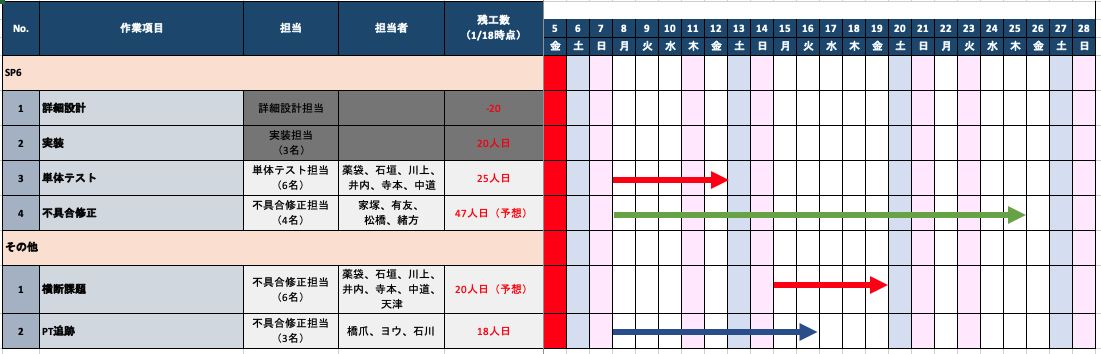 No.
作業項目
担当
担当者
残工数
(1/18時点)
5 6 7 8 9 10 11 12 13 14 15 16 17 18 19 20 21 22 23 24 25 26 27 28
金 土 日 月 火 水 木 金 土 日 月 火 水 木 金 土 日 月 火 水 木 金 土 日
SP6
1
詳細設計
詳細設計担当
-20
2
実装
実装担当
(3名)
20人日
3
単体テスト
単体テスト担当
(6名)
薬袋、石垣、川上、
井内、寺本、中道
25人日
4
不具合修正
不具合修正担当
(4名)
家塚、有友、
松橋、緒方
47人日（予想）
その他
1
横断課題
不具合修正担当
(6名)
薬袋、石垣、川上、
井内、寺本、中道、
天津
20人日（予想）
2
PT追跡
不具合修正担当
(3名)
橋爪、ヨウ、石川
18人日